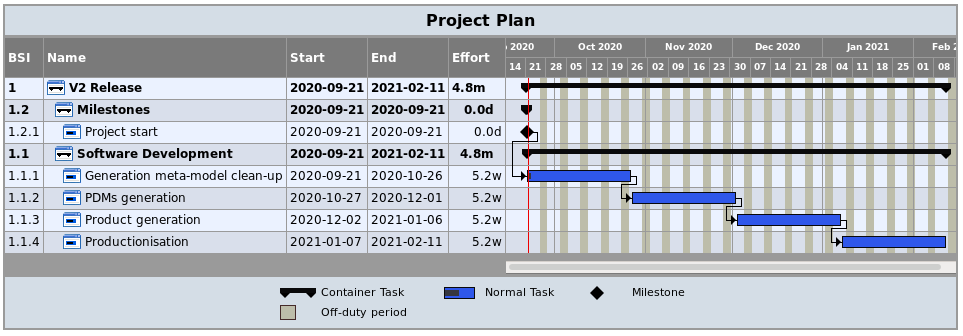 Project Plan
BSI Name Start End Effort
2020 Oct 2020 Nov 2020 Dec 2020 Jan 2021 Feb
14 21 28 05 12 19 26 02 09 16 23 30 07 14 21 28 04 11 18 25 01 08
1 V2 Release 2020-09-21 2021-02-11 4.8m
1.2 Milestones 2020-09-21 2020-09-21 0.0d
1.2.1 Project start 2020-09-21 2020-09-21 0.0d
1.1 Software Development 2020-09-21 2021-02-11 4.8m
1.1.1 Generation meta-model clean-up 2020-09-21 2020-10-26 5.2w
1.1.2 PDMs generation 2020-10-27 2020-12-01 5.2w
1.1.3 Product generation 2020-12-02 2021-01-06 5.2w
1.1.4 Productionisation 2021-01-07 2021-02-11 5.2w
Container Task Normal Task Milestone
Off-duty period